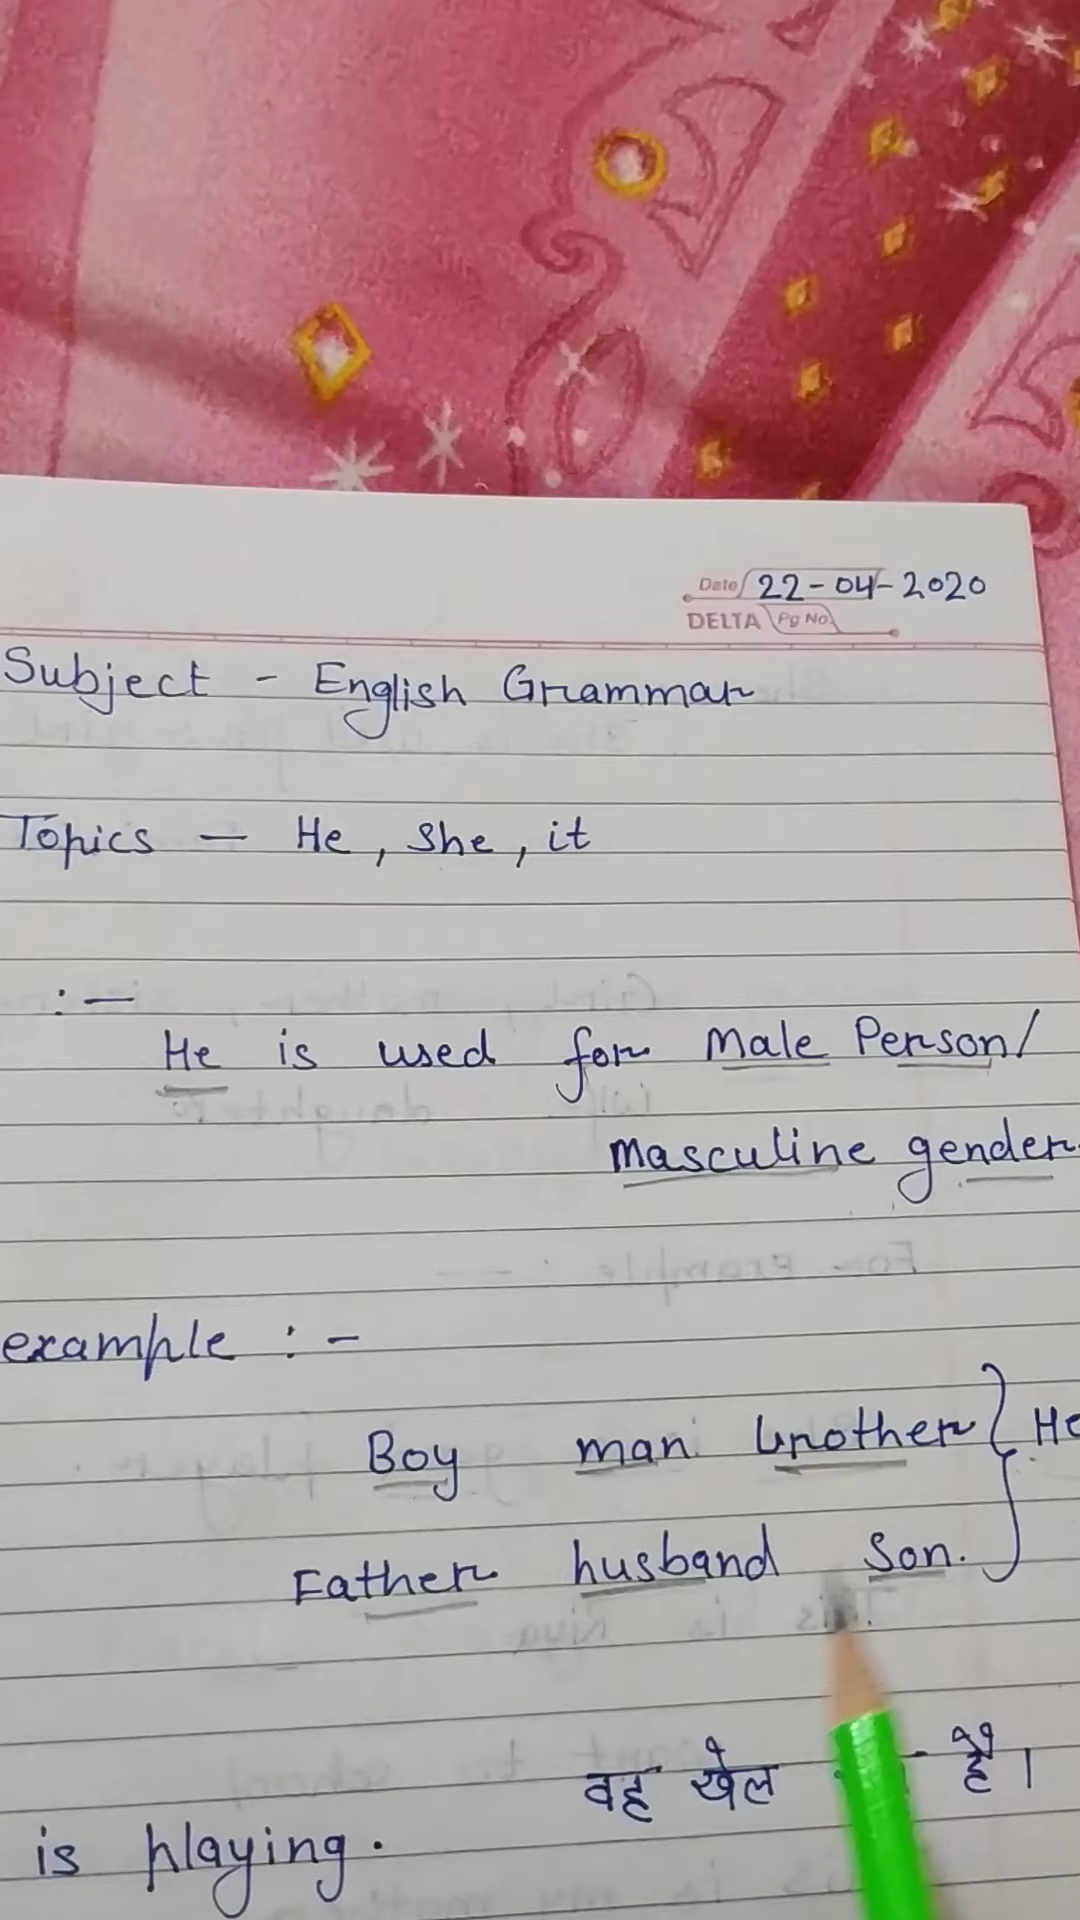 Date 22-04-2020
DELTA Pg No.
Subject - English Grammar
Topics - He, She, it
:-
He is used for Male Person/
masculine gender
example :-
Boy man brother } He
Father husband Son.
वह खेल है।
is playing.